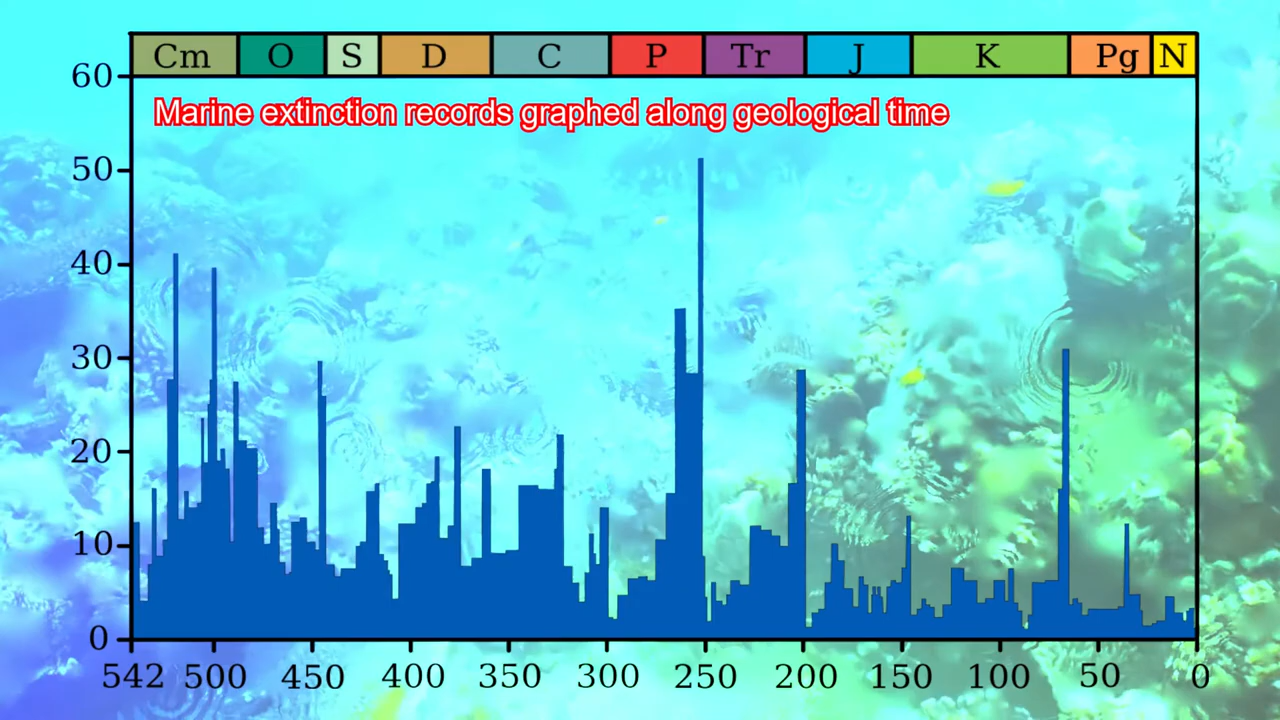 Cm O S D C P Tr J K Pg N
60
Marine extinction records graphed along geological time
50
40
30
20
10
0
542 500 450 400 350 300 250 200 150 100 50 0